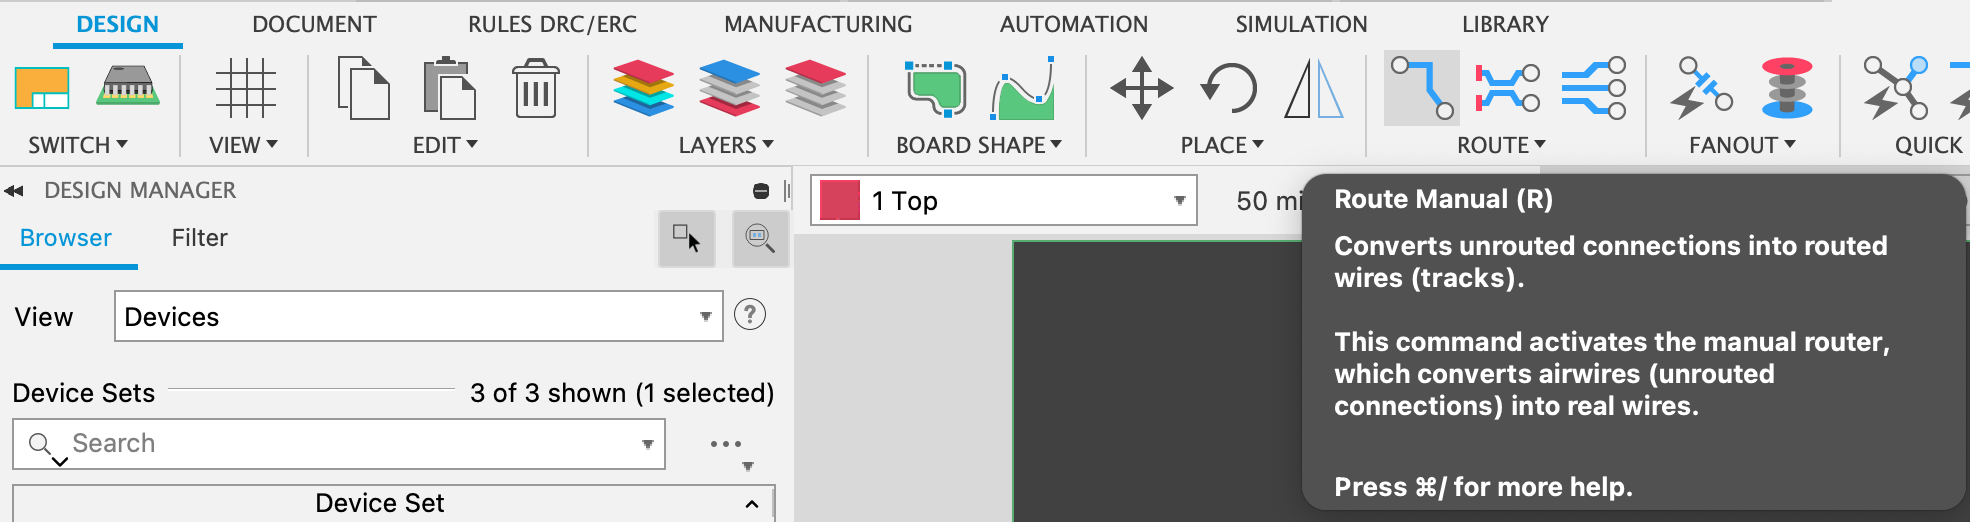 DESIGN DOCUMENT RULES DRC/ERC MANUFACTURING AUTOMATION SIMULATION LIBRARY
SWITCH VIEW EDIT LAYERS BOARD SHAPE PLACE ROUTE FANOUT QUICK
DESIGN MANAGER
Browser Filter
View Devices ?
Device Sets 3 of 3 shown (1 selected)
Search
Device Set
1 Top 50 mi
Route Manual (R)
Converts unrouted connections into routed
wires (tracks).
This command activates the manual router,
which converts airwires (unrouted
connections) into real wires.
Press ⌘/ for more help.